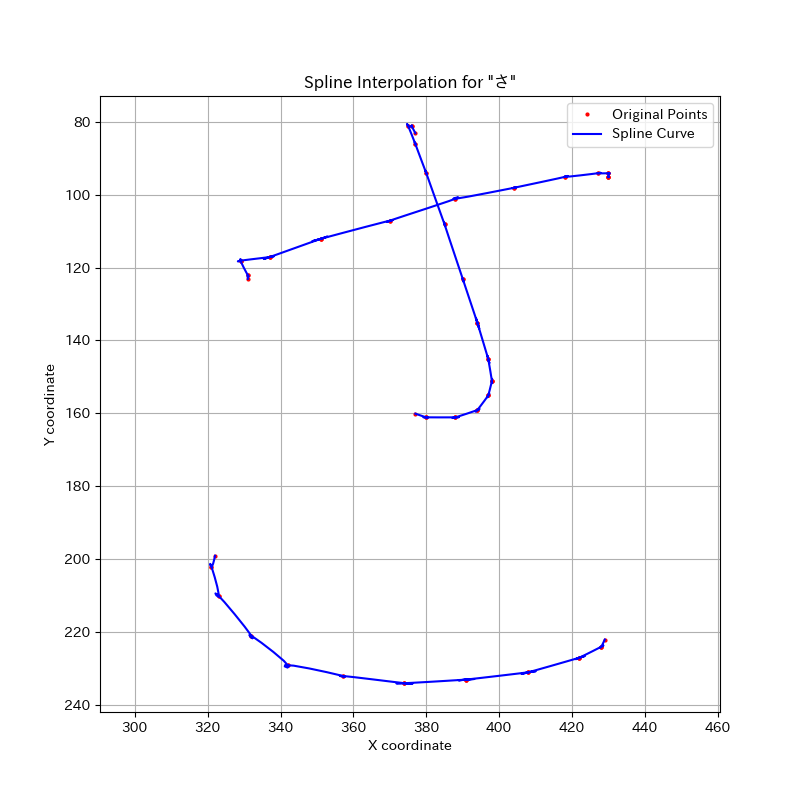 Spline Interpolation for "さ"
Original Points
Spline Curve
80
100
120
140
160
180
200
220
240
Y coordinate
300 320 340 360 380 400 420 440 460
X coordinate